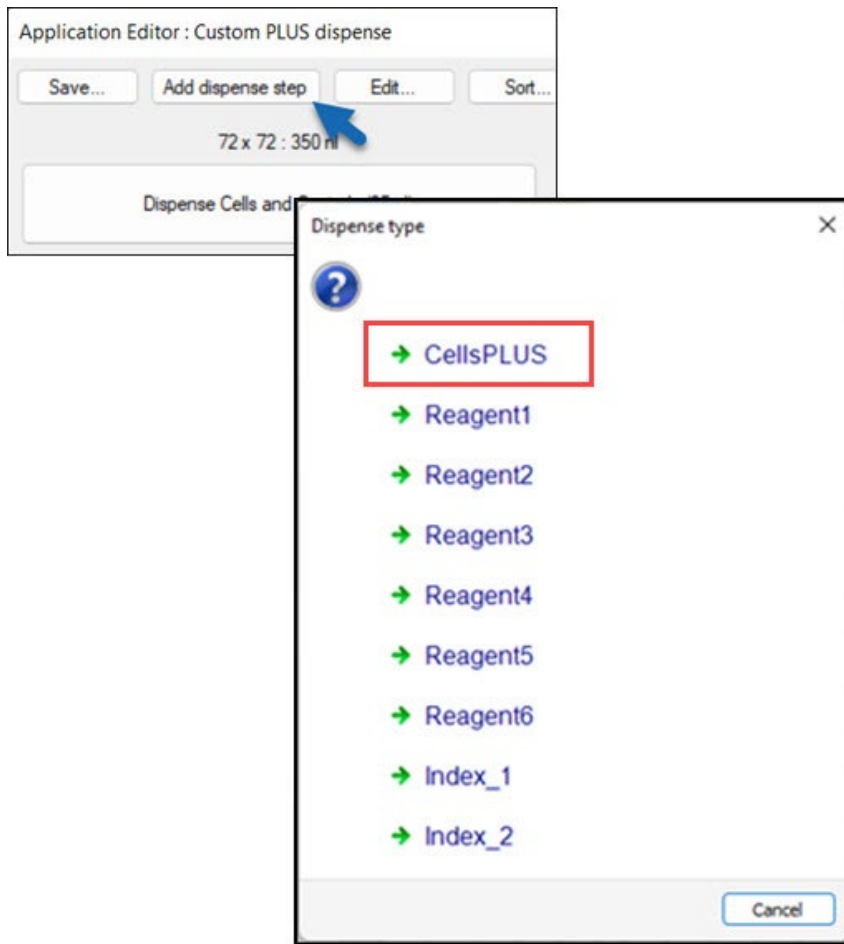 Application Editor : Custom PLUS dispense
Save... Add dispense step Edit... Sort...
72 x 72 : 350
Dispense Cells and
Dispense type
CellsPLUS
Reagent1
Reagent2
Reagent3
Reagent4
Reagent5
Reagent6
Index_1
Index_2
Cancel